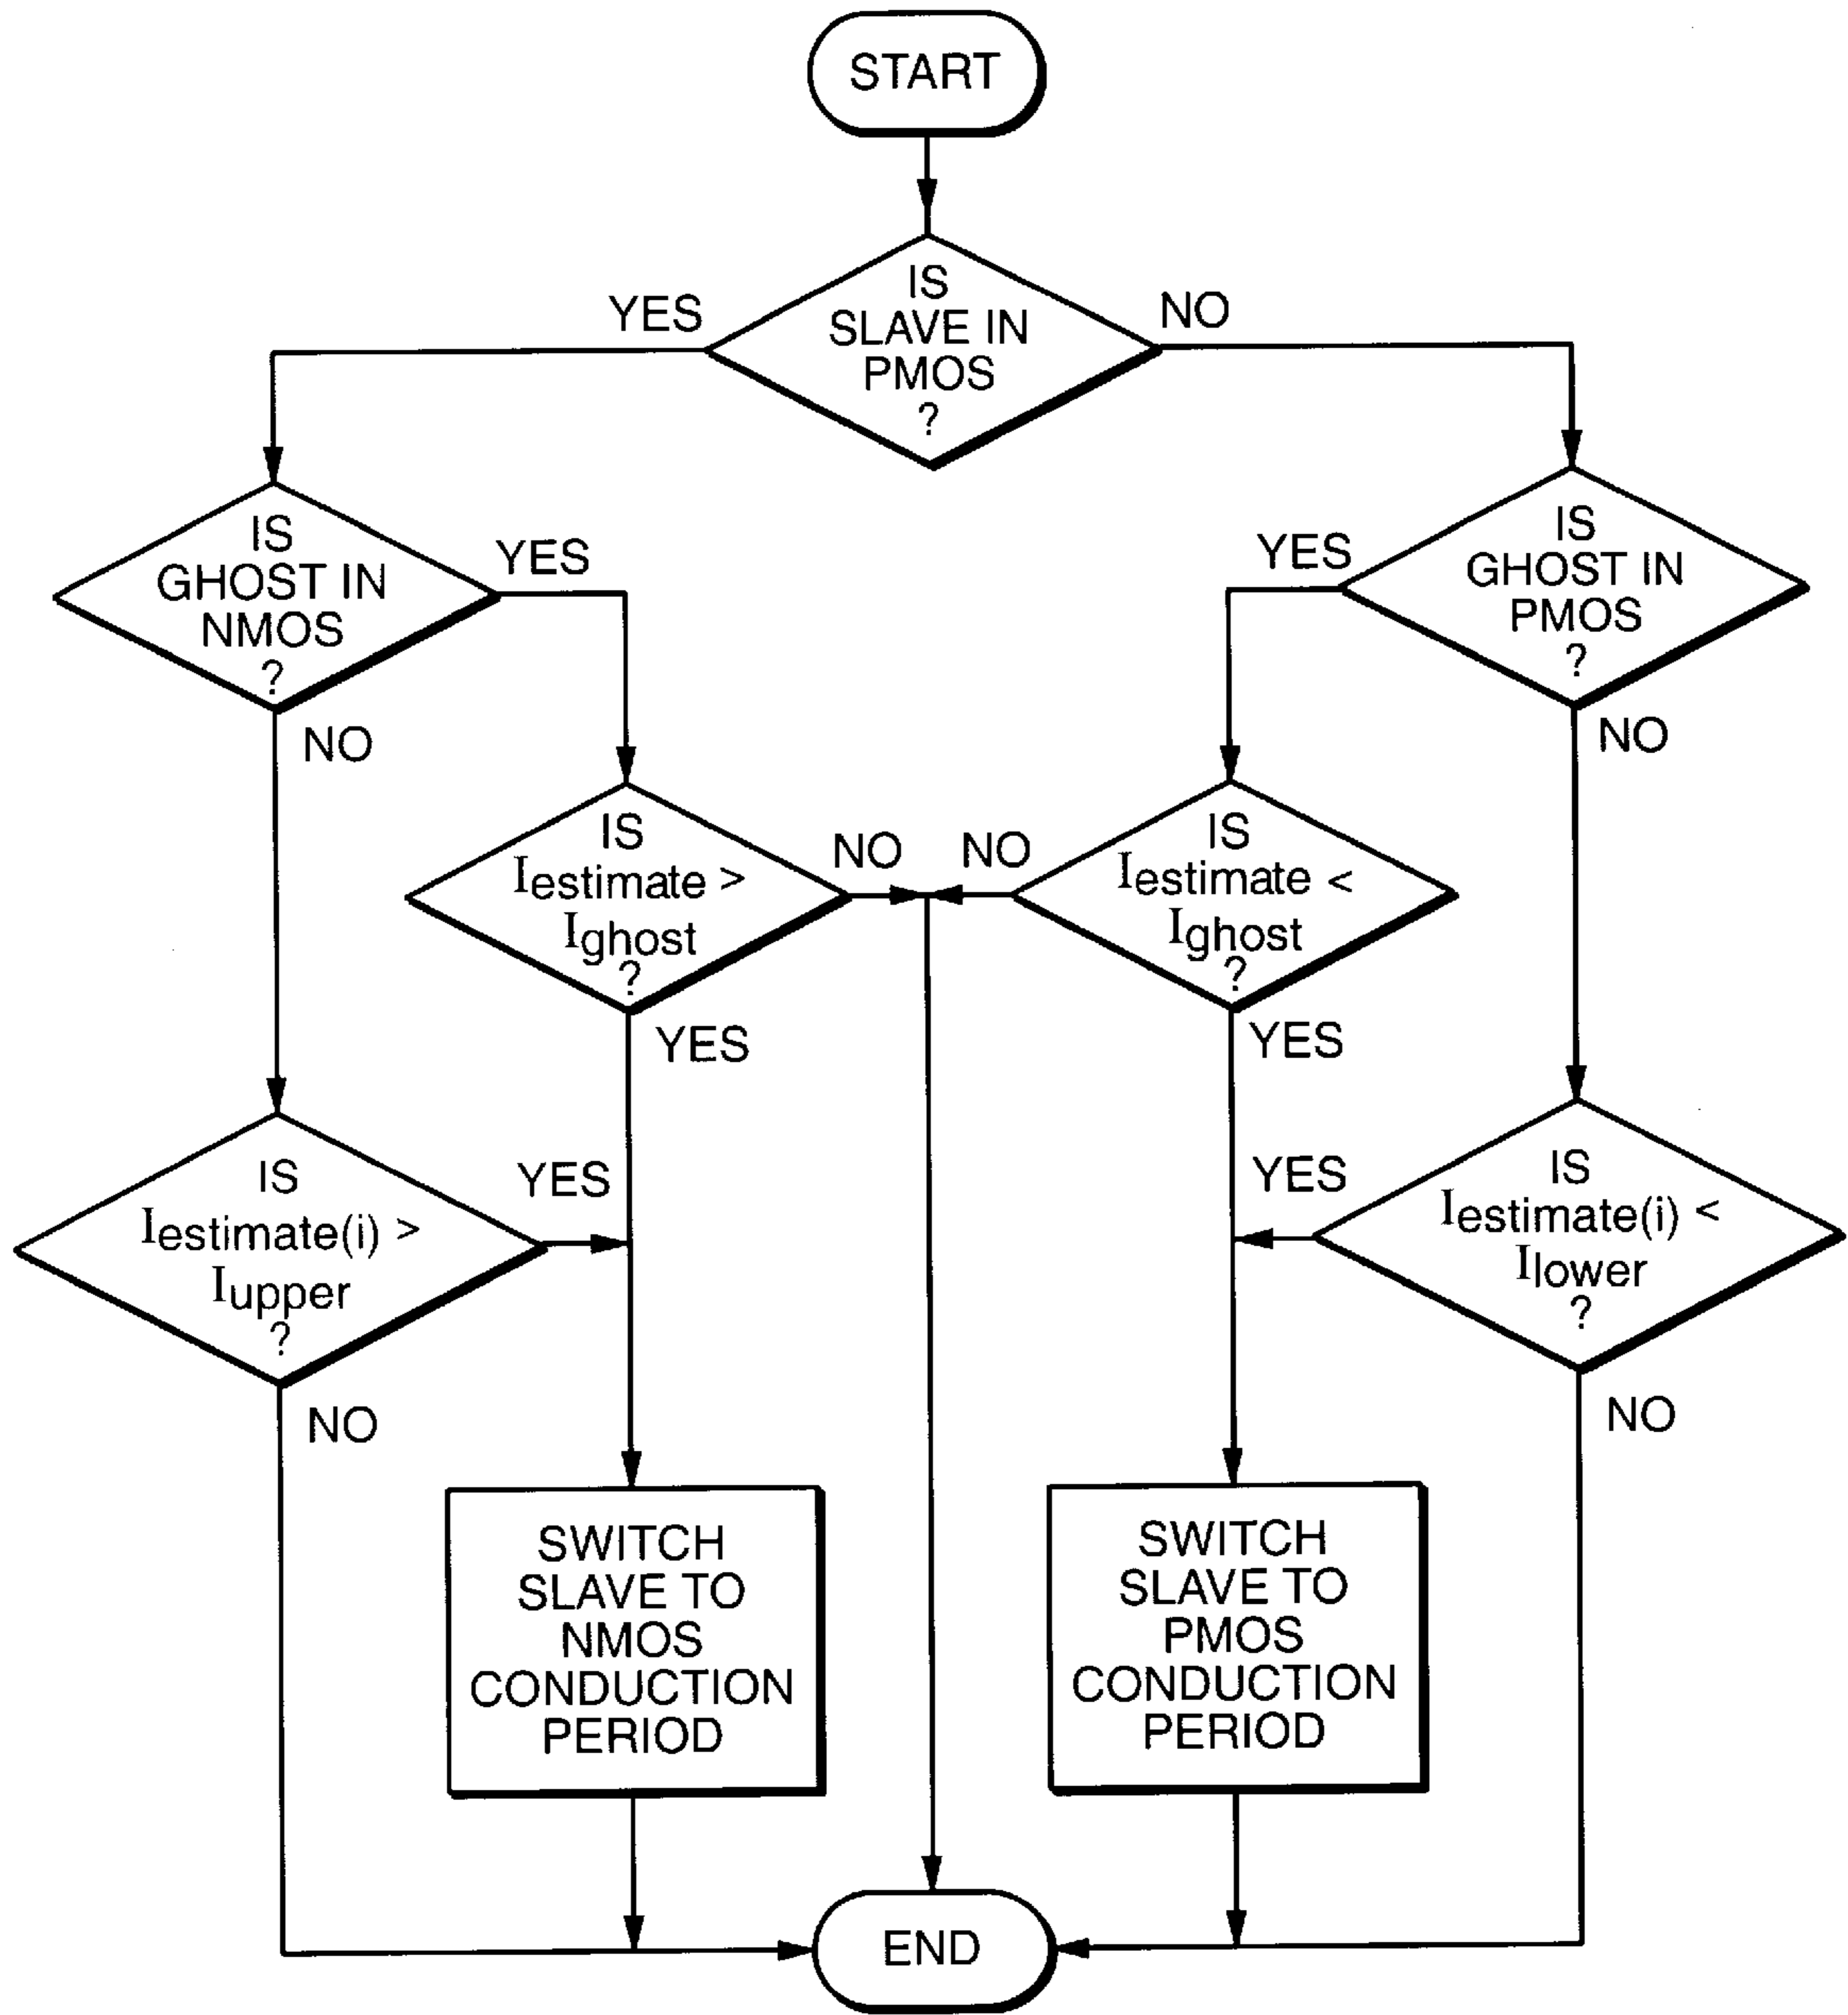 START
IS
SLAVE IN
PMOS
?
YES
NO
IS
GHOST IN
NMOS
?
YES
NO
IS
GHOST IN
PMOS
?
YES
NO
IS
Iestimate >
Ighost
?
NO
YES
IS
Iestimate <
Ighost
?
NO
YES
IS
Iestimate(i) >
Iupper
?
YES
NO
IS
Iestimate(i) <
Ilower
?
YES
NO
SWITCH
SLAVE TO
NMOS
CONDUCTION
PERIOD
SWITCH
SLAVE TO
PMOS
CONDUCTION
PERIOD
END